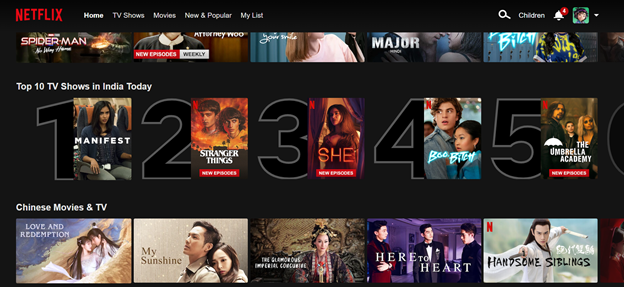 NETFLIX
Home
TV Shows
Movies
New & Popular
My List
Children
4
SPIDER-MAN
No Way Home
NEW EPISODES
WEEKLY
Attorney Woo
your smile
MAJOR
HINDI
Bitch
Top 10 TV Shows in India Today
1
MANIFEST
2
N
STRANGER
THINGS
NEW EPISODES
3
N
SHE
NEW EPISODES
4
N
BOO, BITCH
5
N
THE
UMBRELLA
ACADEMY
NEW EPISODES
Chinese Movies & TV
LOVE AND
REDEMPTION
My
Sunshine
THE GLAMOROUS
IMPERIAL CONCUBINE
HERE TO
HEART
N
HANDSOME SIBLINGS